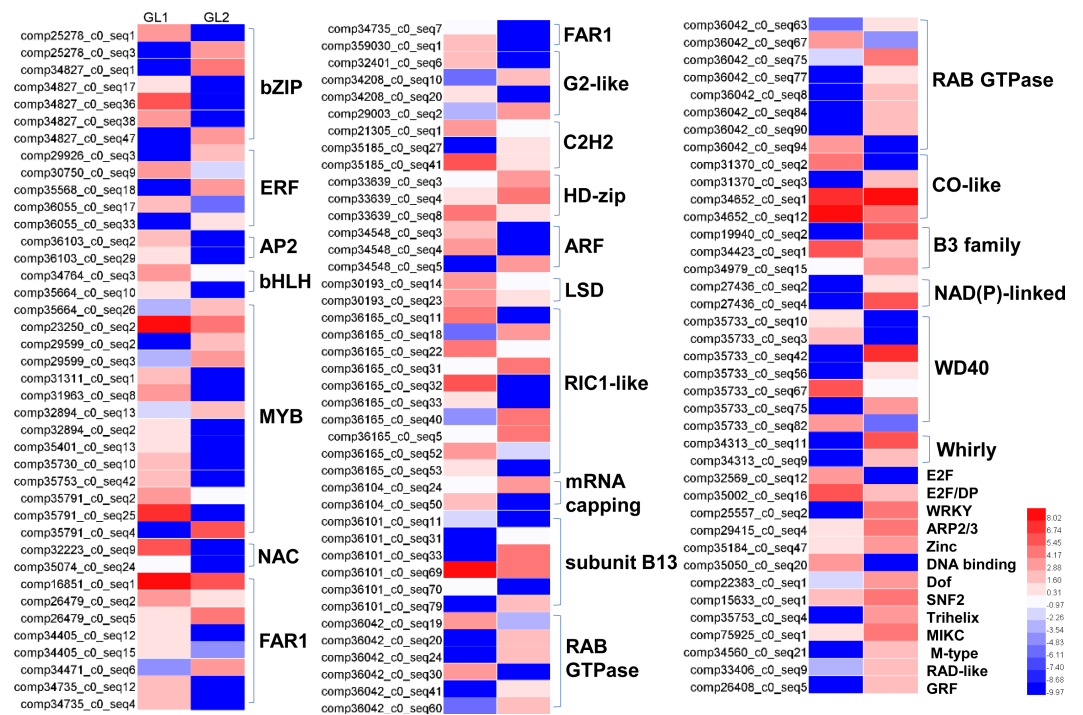 GL1 GL2
comp25278_c0_seq1
comp25278_c0_seq3
comp34827_c0_seq1
comp34827_c0_seq17
comp34827_c0_seq36
comp34827_c0_seq38
comp34827_c0_seq47
bZIP
comp29926_c0_seq3
comp30750_c0_seq9
comp35568_c0_seq18
comp36055_c0_seq17
comp36055_c0_seq33
ERF
comp36103_c0_seq2
comp36103_c0_seq29
AP2
comp34764_c0_seq3
comp35664_c0_seq10
bHLH
comp35664_c0_seq26
comp23250_c0_seq2
comp29599_c0_seq2
comp29599_c0_seq3
comp31311_c0_seq1
comp31963_c0_seq8
comp32894_c0_seq13
comp32894_c0_seq2
comp35401_c0_seq13
comp35730_c0_seq10
comp35753_c0_seq42
comp35791_c0_seq2
comp35791_c0_seq25
comp35791_c0_seq4
MYB
comp32223_c0_seq9
comp35074_c0_seq24
NAC
comp16851_c0_seq1
comp26479_c0_seq2
comp26479_c0_seq5
comp34405_c0_seq12
comp34405_c0_seq15
comp34471_c0_seq6
comp34735_c0_seq12
comp34735_c0_seq4
FAR1
comp34735_c0_seq7
comp359030_c0_seq1
FAR1
comp32401_c0_seq6
comp34208_c0_seq10
comp34208_c0_seq20
comp29003_c0_seq2
G2-like
comp21305_c0_seq1
comp35185_c0_seq27
comp35185_c0_seq41
C2H2
comp33639_c0_seq3
comp33639_c0_seq4
comp33639_c0_seq8
HD-zip
comp34548_c0_seq3
comp34548_c0_seq4
comp34548_c0_seq5
ARF
comp30193_c0_seq14
comp30193_c0_seq23
LSD
comp36165_c0_seq11
comp36165_c0_seq18
comp36165_c0_seq22
comp36165_c0_seq31
comp36165_c0_seq32
comp36165_c0_seq33
comp36165_c0_seq40
comp36165_c0_seq5
comp36165_c0_seq52
comp36165_c0_seq53
RIC1-like
comp36104_c0_seq24
comp36104_c0_seq50
mRNA
capping
comp36101_c0_seq11
comp36101_c0_seq31
comp36101_c0_seq33
comp36101_c0_seq69
comp36101_c0_seq70
comp36101_c0_seq79
subunit B13
comp36042_c0_seq19
comp36042_c0_seq20
comp36042_c0_seq24
comp36042_c0_seq30
comp36042_c0_seq41
comp36042_c0_seq60
RAB
GTPase
comp36042_c0_seq63
comp36042_c0_seq67
comp36042_c0_seq75
comp36042_c0_seq77
comp36042_c0_seq8
comp36042_c0_seq84
comp36042_c0_seq90
comp36042_c0_seq94
RAB GTPase
comp31370_c0_seq2
comp31370_c0_seq3
comp34652_c0_seq1
comp34652_c0_seq12
CO-like
comp19940_c0_seq2
comp34423_c0_seq1
comp34979_c0_seq15
B3 family
comp27436_c0_seq2
comp27436_c0_seq4
NAD(P)-linked
comp35733_c0_seq10
comp35733_c0_seq3
comp35733_c0_seq42
comp35733_c0_seq56
comp35733_c0_seq67
comp35733_c0_seq75
comp35733_c0_seq82
WD40
comp34313_c0_seq11
comp34313_c0_seq9
Whirly
comp32569_c0_seq12 E2F
comp35002_c0_seq16 E2F/DP
comp25557_c0_seq2 WRKY
comp29415_c0_seq4 ARP2/3
comp35184_c0_seq47 Zinc
comp35050_c0_seq20 DNA binding
comp22383_c0_seq1 Dof
comp15633_c0_seq1 SNF2
comp35753_c0_seq4 Trihelix
comp75925_c0_seq1 MIKC
comp34560_c0_seq21 M-type
comp33406_c0_seq9 RAD-like
comp26408_c0_seq5 GRF
8.02
6.74
5.45
4.17
2.88
1.60
0.31
-0.97
-2.26
-3.54
-4.83
-6.11
-7.40
-8.68
-9.97